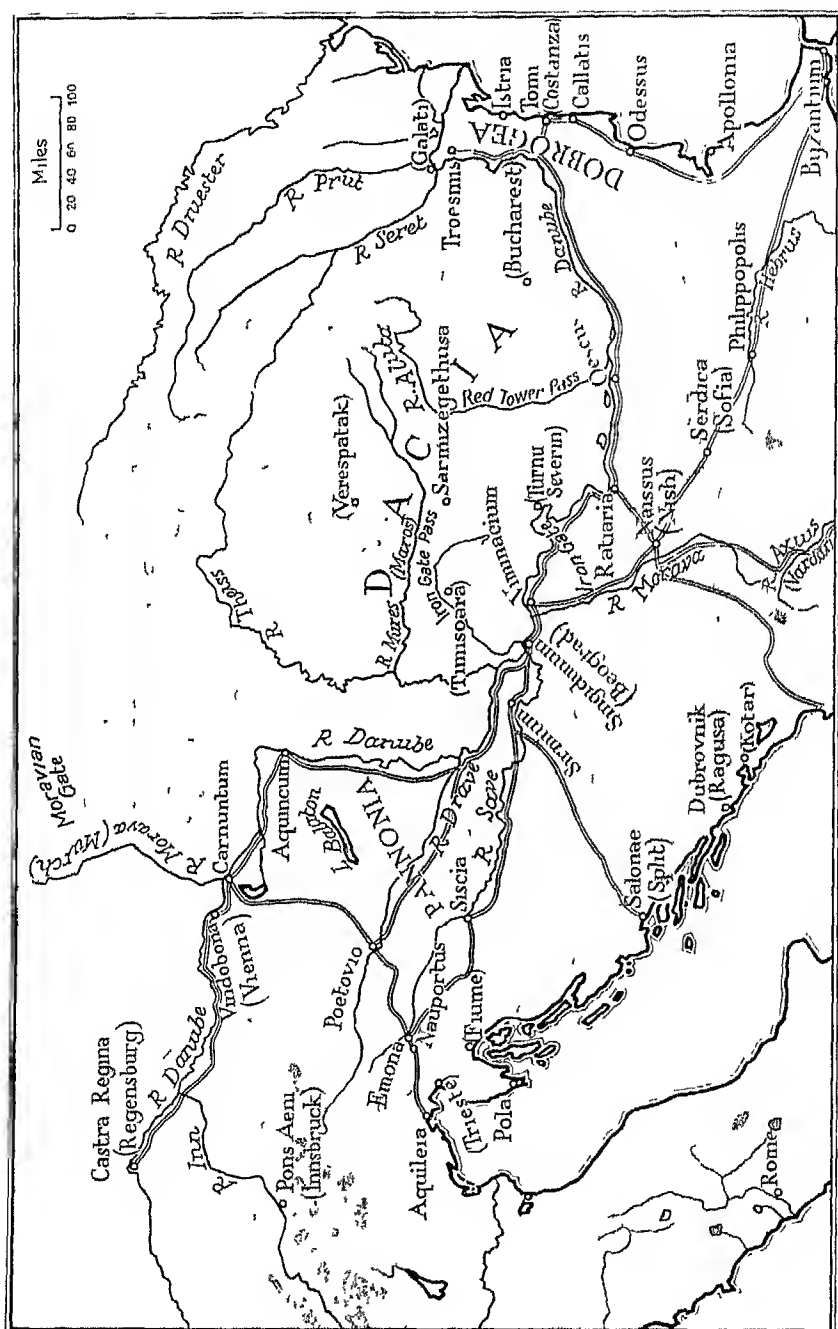 Miles
0 20 40 60 80 100
Castra Regina
(Regensburg)
R Danube
R Inn
Pons Aeni
(Innsbruck)
Vindobona
(Vienna)
Moravian
Gate
R Morava (March)
Carnuntum
Aquincum
R Danube
L Balaton
PANNONIA
Poetovio
R Drave
R Save
Siscia
Emona
Nauportus
Aquileia
(Trieste)
Pola
(Fiume)
Rome
Salonae
(Split)
Dubrovnik
(Ragusa)
(Kotar)
Sirmium
Singidunum
(Beograd)
Viminacium
R Theiss
DACIA
R Mures (Maros)
Iron Gate Pass
(Timisoara)
(Verespatak)
Sarmizegethusa
R. Aluta
Red Tower Pass
(Turnu
Severin)
Iron Gate
Ratiaria
R Morava
Naissus
(Nish)
R Axius
(Vardar)
Serdica
(Sofia)
Philippopolis
R Hebrus
Byzantium
R Dniester
R Prut
R Seret
(Galati)
Troesmis
DOBROGEA
(Bucharest)
R Danube
Istria
Tomi
(Costanza)
Callatis
Odessus
Apollonia